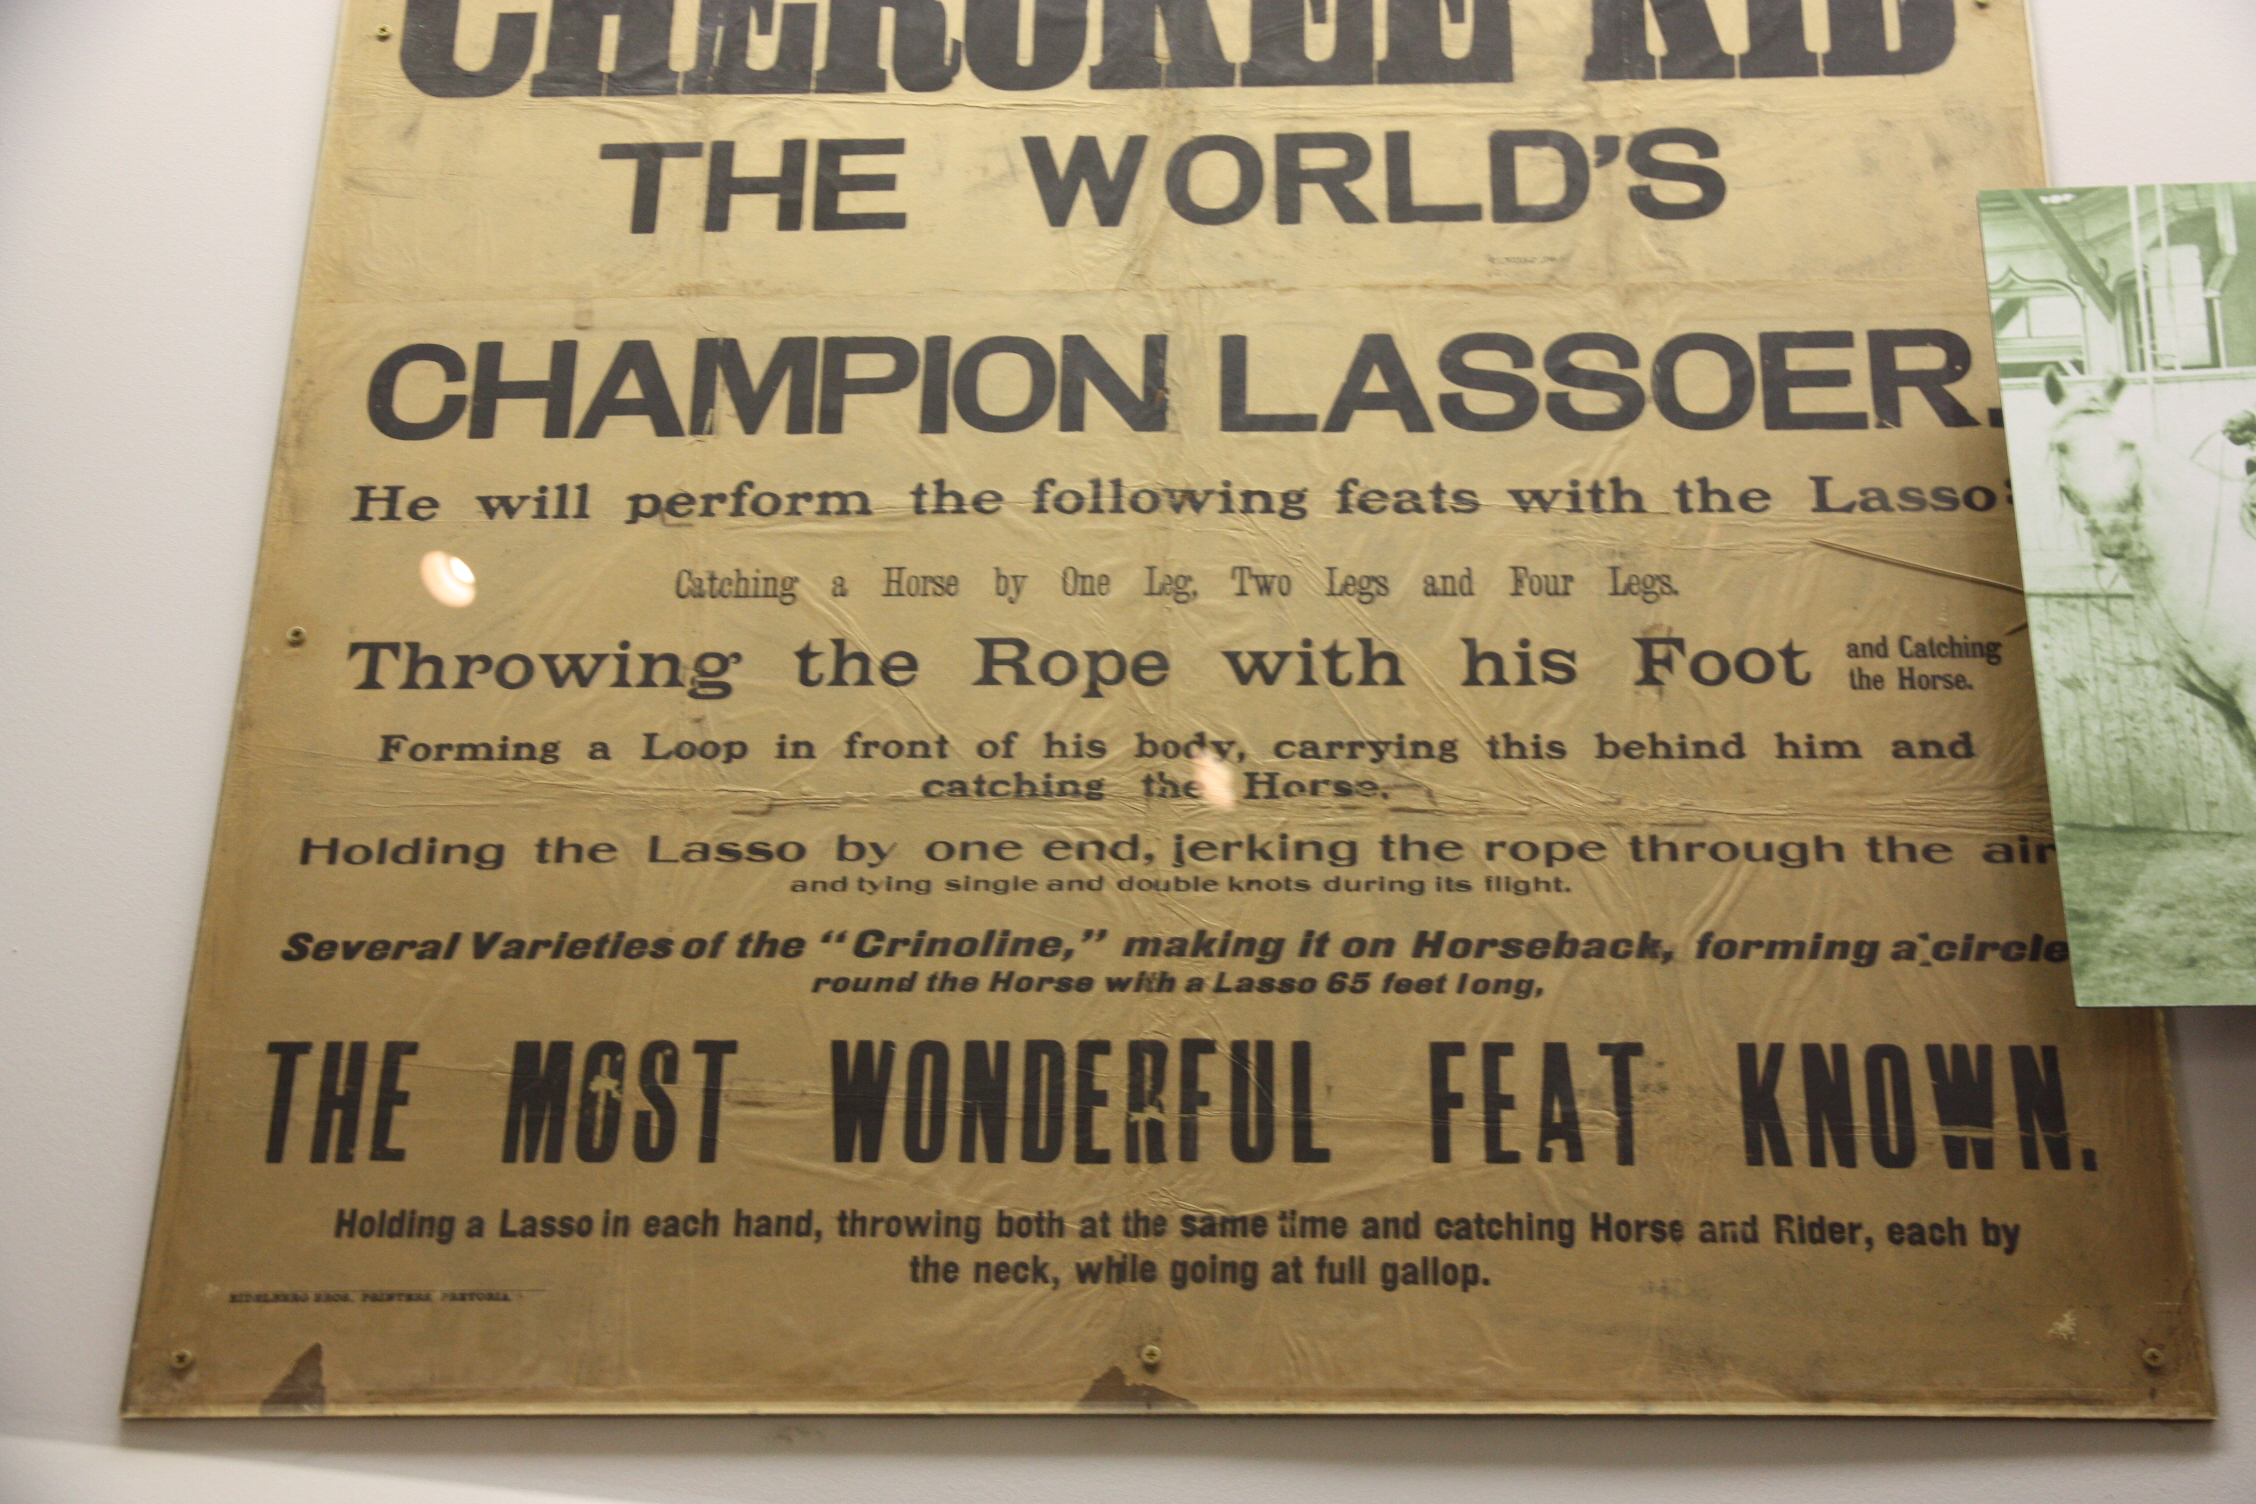 CHEROKEE KID
THE WORLD'S
CHAMPION LASSOER.
He will perform the following feats with the Lasso:
Catching a Horse by One Leg, Two Legs and Four Legs.
Throwing the Rope with his Foot and Catching the Horse.
Forming a Loop in front of his body, carrying this behind him and
catching the Horse.
Holding the Lasso by one end, jerking the rope through the air
and tying single and double knots during its flight.
Several Varieties of the "Crinoline," making it on Horseback, forming a circle
round the Horse with a Lasso 65 feet long,
THE MOST WONDERFUL FEAT KNOWN.
Holding a Lasso in each hand, throwing both at the same time and catching Horse and Rider, each by
the neck, while going at full gallop.
BROS. PRINTERS PRETORIA.